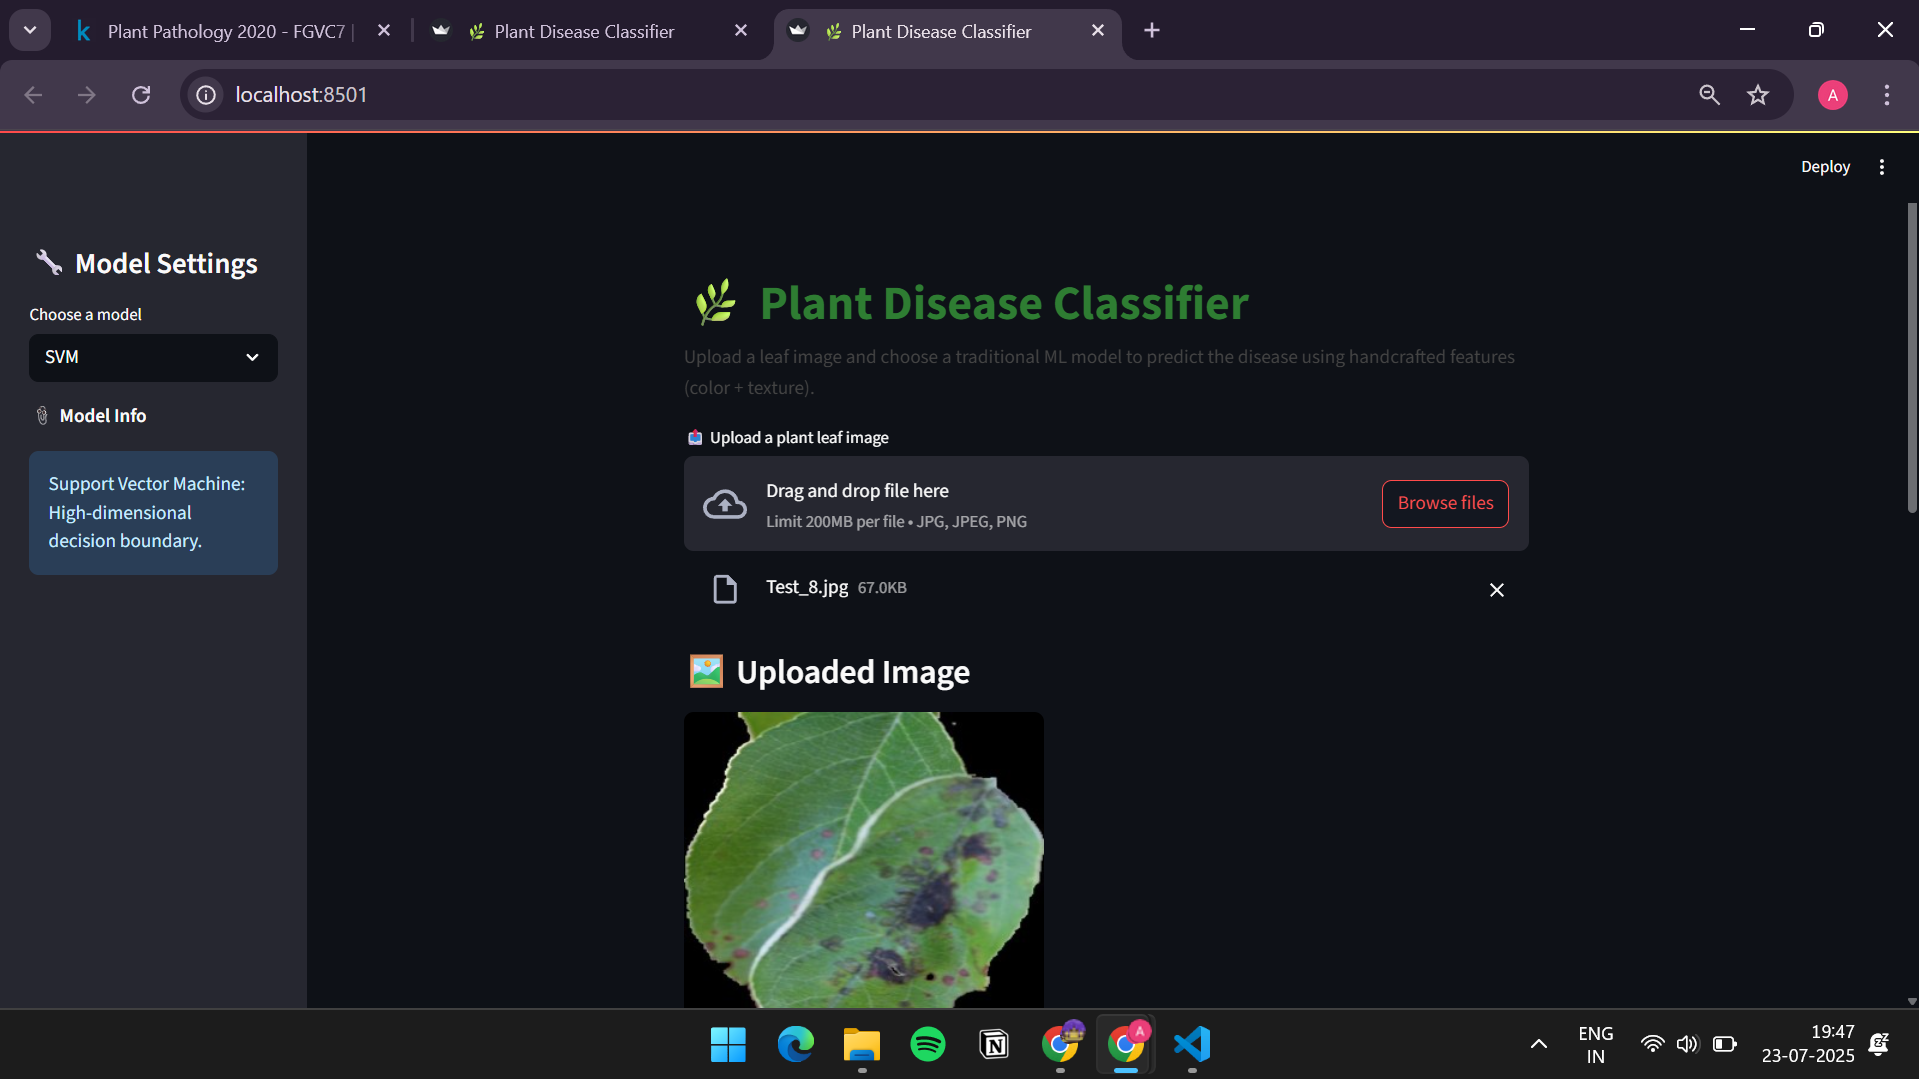 Plant Pathology 2020 - FGVC7 |
Plant Disease Classifier
Plant Disease Classifier
localhost:8501
A
Deploy
Model Settings
Choose a model
SVM
Model Info
Support Vector Machine:
High-dimensional
decision boundary.
Plant Disease Classifier
Upload a leaf image and choose a traditional ML model to predict the disease using handcrafted features
(color + texture).
Upload a plant leaf image
Drag and drop file here
Limit 200MB per file • JPG, JPEG, PNG
Browse files
Test_8.jpg 67.0KB
Uploaded Image
A
ENG
IN
19:47
23-07-2025